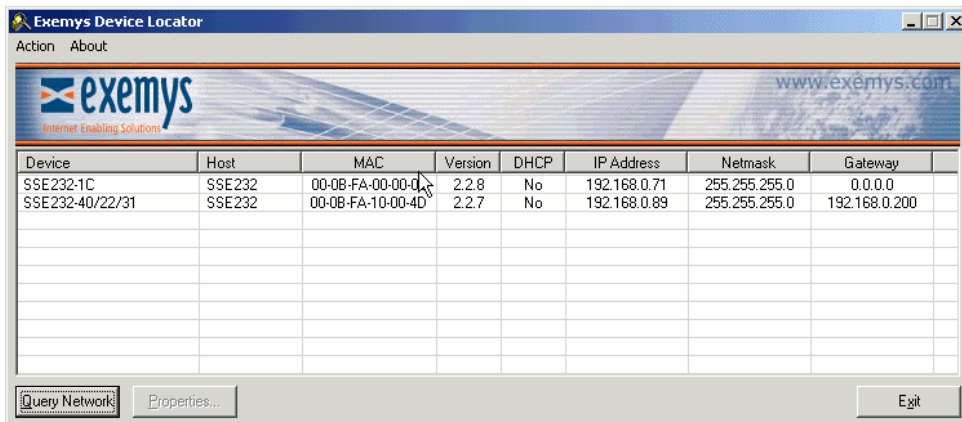 Exemys Device Locator
Action About
exemys
Internet Enabling Solutions
www.exemys.com
Device Host MAC Version DHCP IP Address Netmask Gateway
SSE232-1C SSE232 2.2.8 No 192.168.0.71 255.255.255.0 0.0.0.0
SSE232-40/22/31 SSE232 00-0B-FA-10-00-4D 2.2.7 No 192.168.0.89 255.255.255.0 192.168.0.200
Query Network Properties... Exit